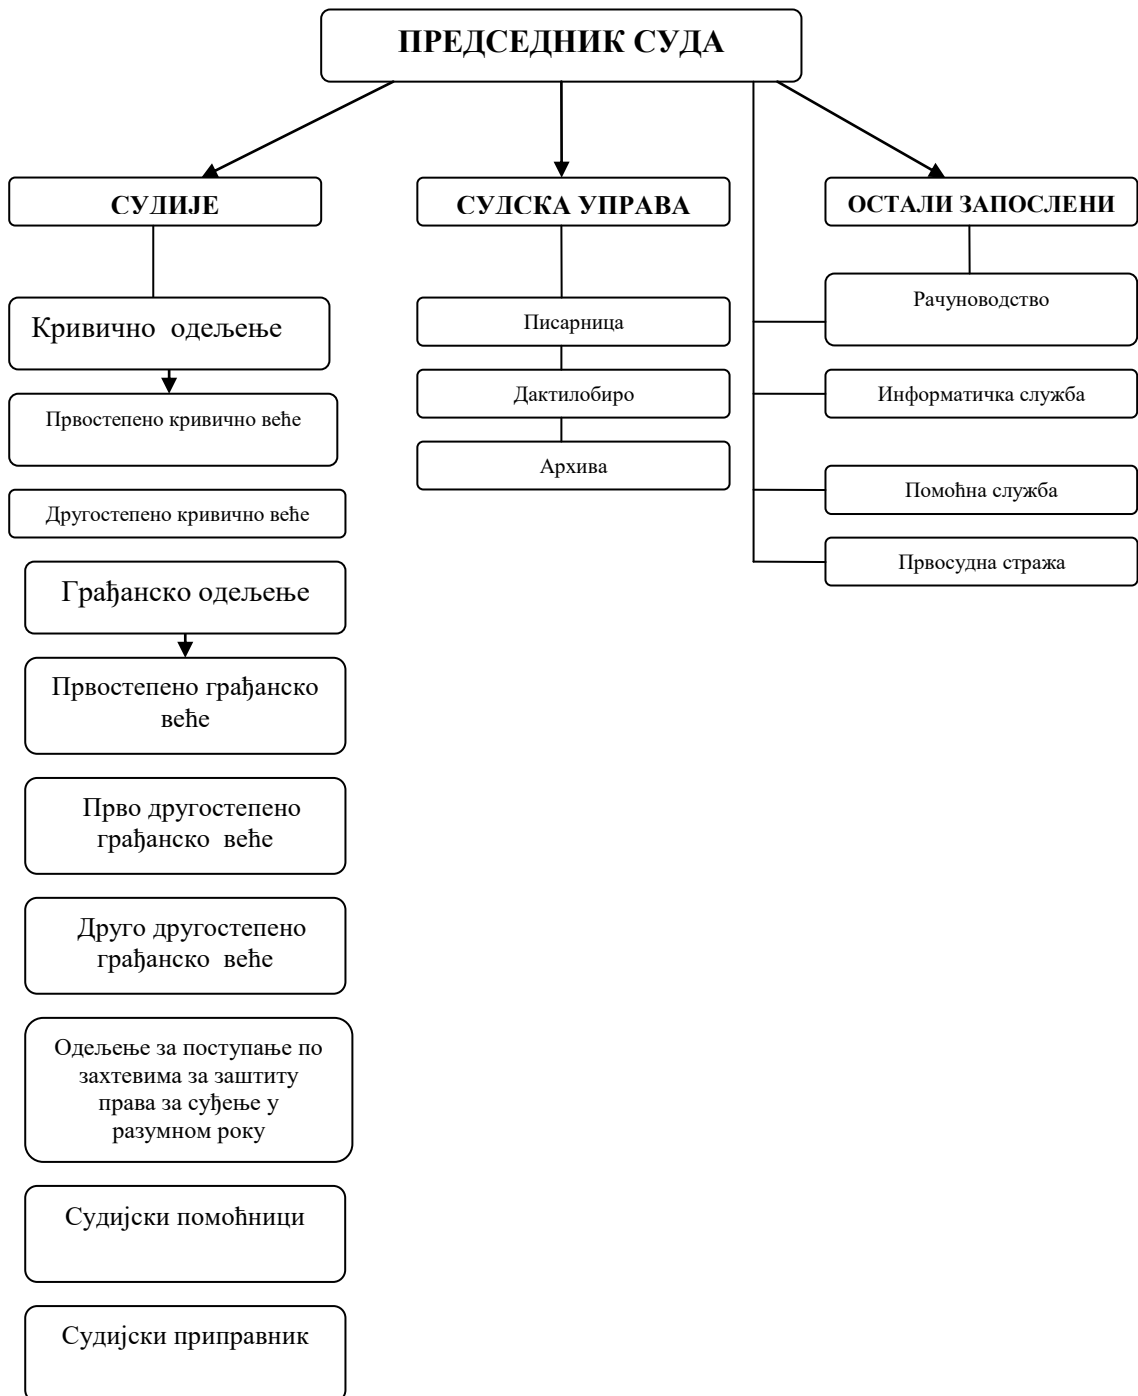 ПРЕДСЕДНИК СУДА
СУДИЈЕ
СУДСКА УПРАВА
ОСТАЛИ ЗАПОСЛЕНИ
Кривично одељење
Првостепено кривично веће
Другостепено кривично веће
Грађанско одељење
Првостепено грађанско
веће
Прво другостепено
грађанско веће
Друго другостепено
грађанско веће
Одељење за поступање по
захтевима за заштиту
права за суђење у
разумном року
Судијски помоћници
Судијски приправник
Писарница
Дактилобиро
Архива
Рачуноводство
Информатичка служба
Помоћна служба
Првосудна стража